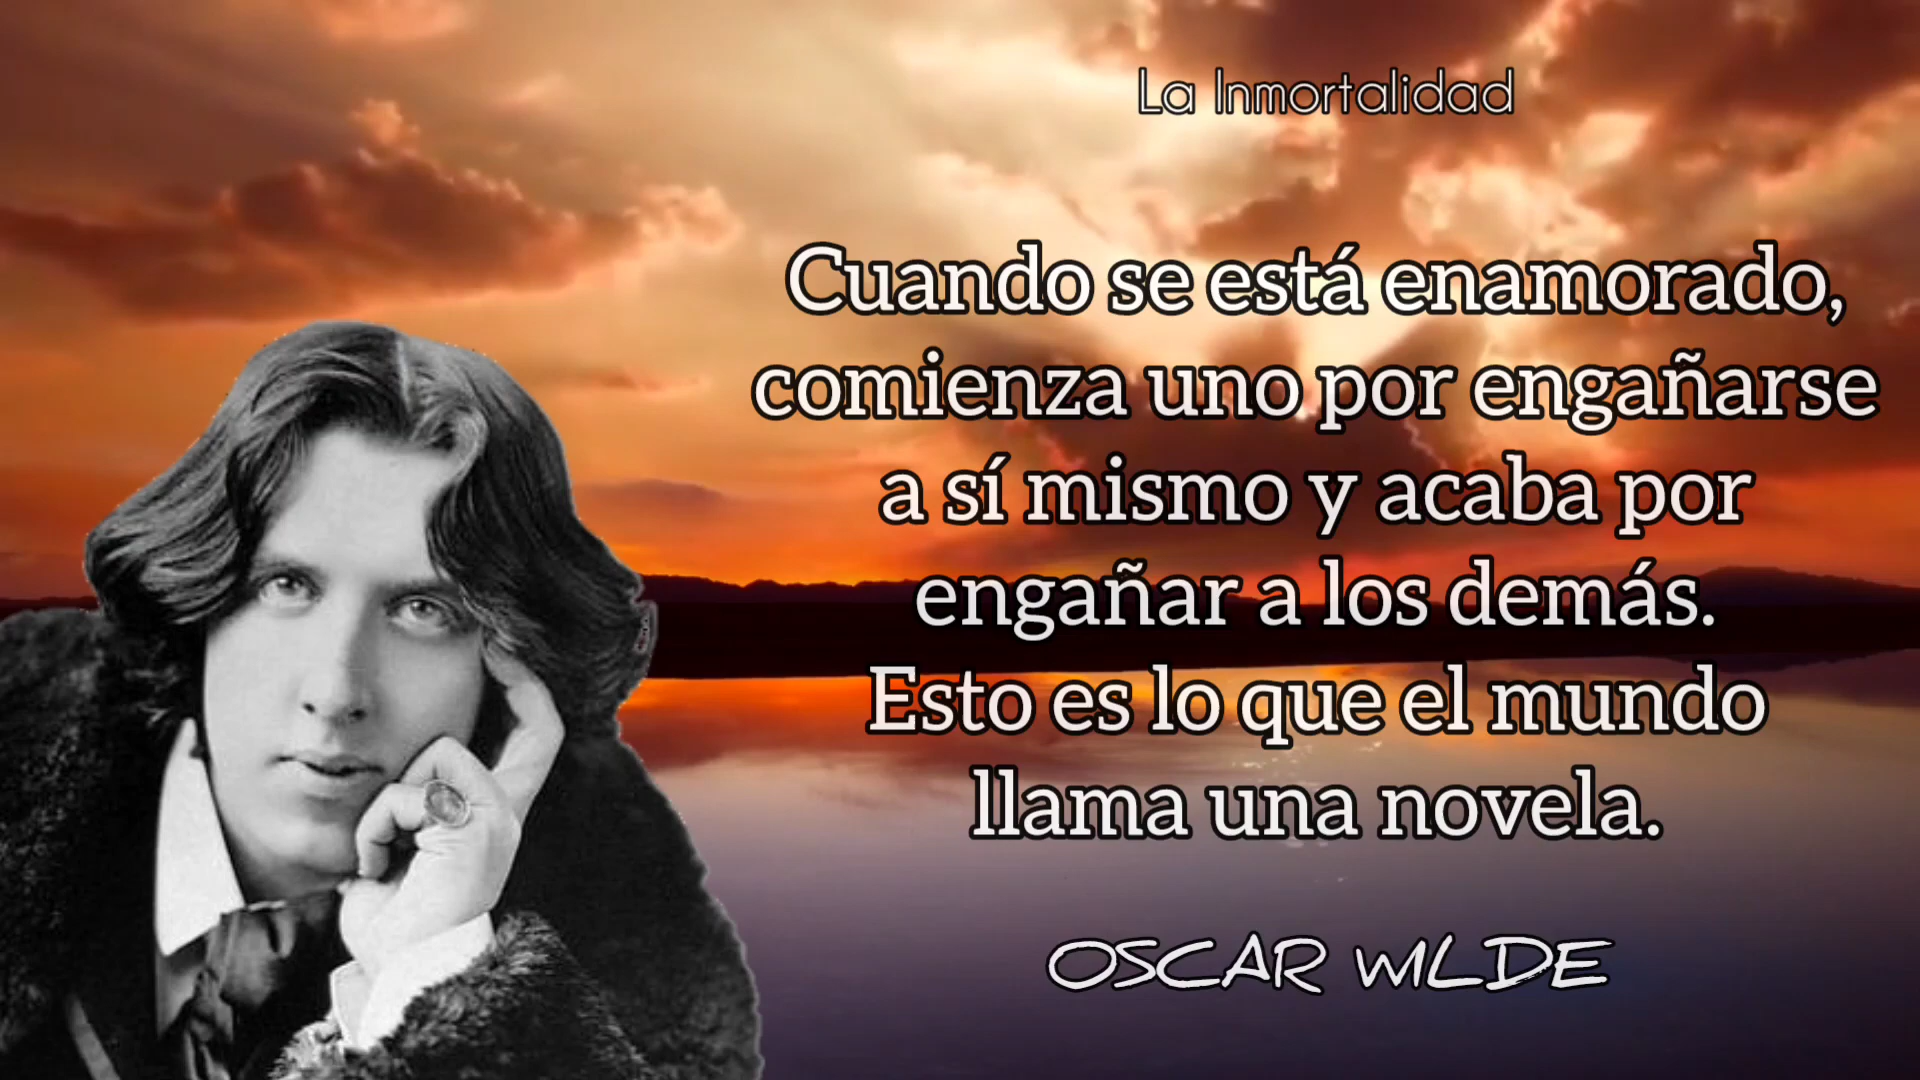 La Inmortalidad
Cuando se está enamorado,
comienza uno por engañarse
a sí mismo y acaba por
engañar a los demás.
Esto es lo que el mundo
llama una novela.
OSCAR WILDE